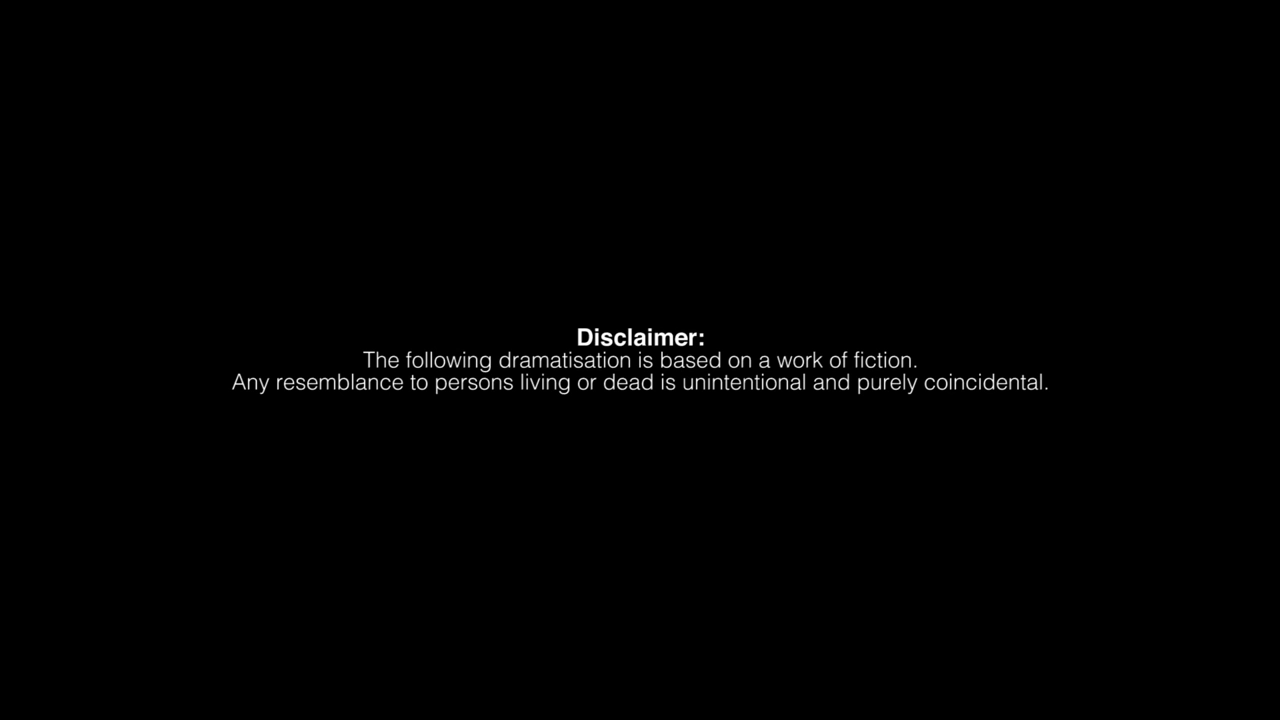 Disclaimer:
The following dramatisation is based on a work of fiction.
Any resemblance to persons living or dead is unintentional and purely coincidental.